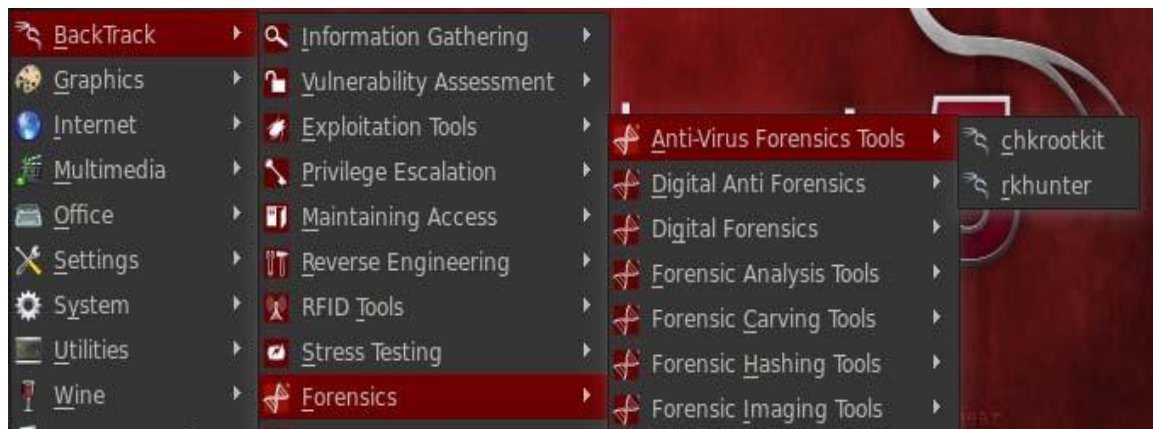 BackTrack
Graphics
Internet
Multimedia
Office
Settings
System
Utilities
Wine
Information Gathering
Vulnerability Assessment
Exploitation Tools
Privilege Escalation
Maintaining Access
Reverse Engineering
RFID Tools
Stress Testing
Forensics
Anti-Virus Forensics Tools
Digital Anti Forensics
Digital Forensics
Forensic Analysis Tools
Forensic Carving Tools
Forensic Hashing Tools
Forensic Imaging Tools
chkrootkit
rkhunter